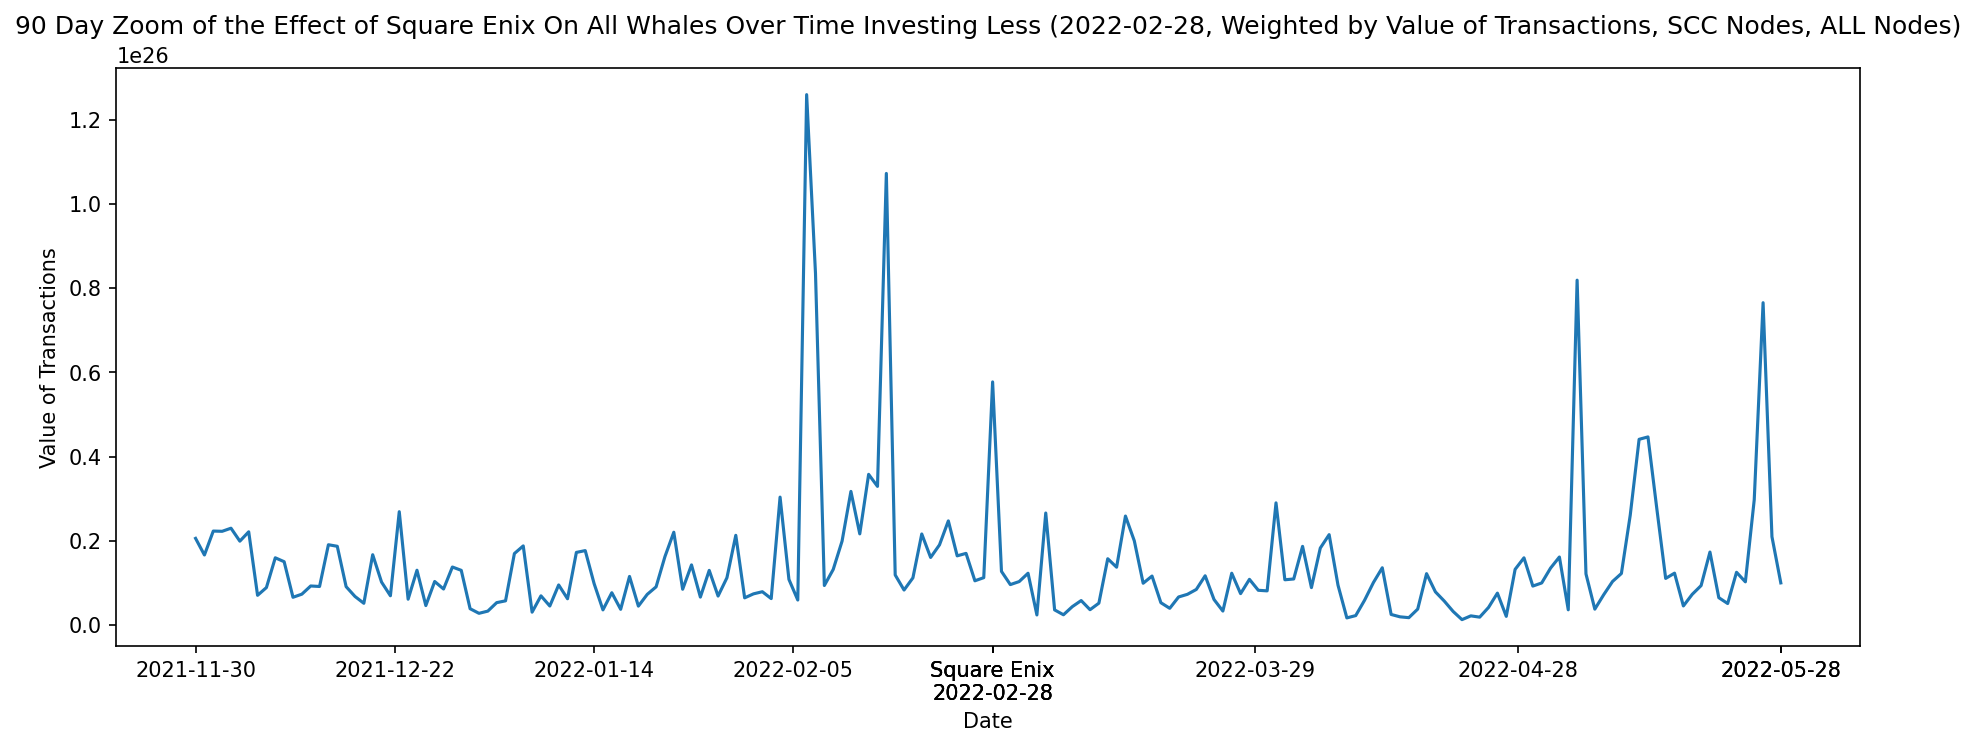 90 Day Zoom of the Effect of Square Enix On All Whales Over Time Investing Less (2022-02-28, Weighted by Value of Transactions, SCC Nodes, ALL Nodes)
1e26
1.2
1.0
0.8
0.6
0.4
0.2
0.0
Value of Transactions
2021-11-30 2021-12-22 2022-01-14 2022-02-05 Square Enix 2022-03-29 2022-04-28 2022-05-28
2022-02-28
Date